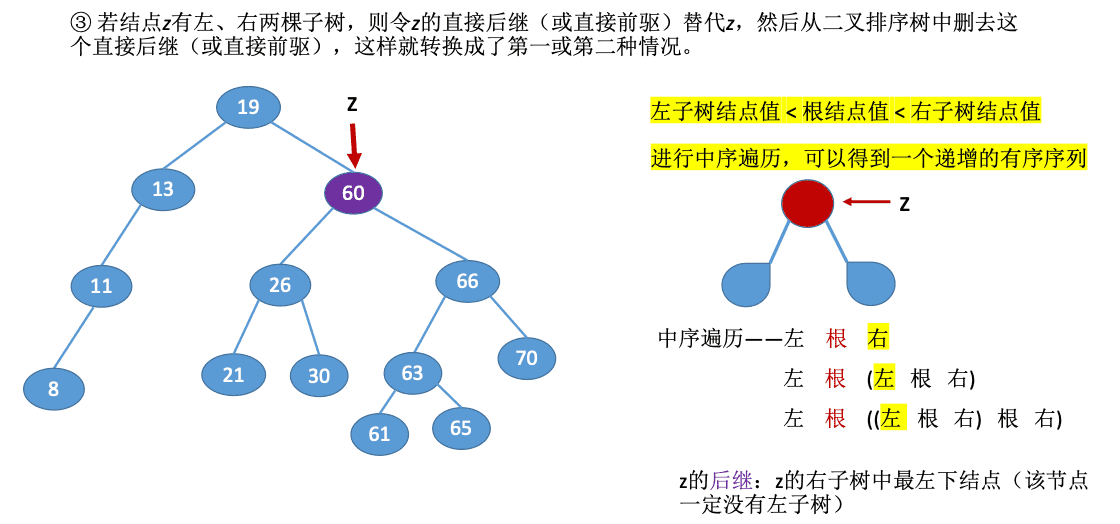 ③ 若结点z有左、右两棵子树，则令z的直接后继（或直接前驱）替代z，然后从二叉排序树中删去这
个直接后继（或直接前驱），这样就转换成了第一或第二种情况。
左子树结点值 < 根结点值 < 右子树结点值
进行中序遍历，可以得到一个递增的有序序列
z
19
13
60
11
26
66
8
21
30
63
70
61
65
z
中序遍历——左 根 右
左 根 (左 根 右)
左 根 ((左 根 右) 根 右)
z的后继：z的右子树中最左下结点（该节点
一定没有左子树）